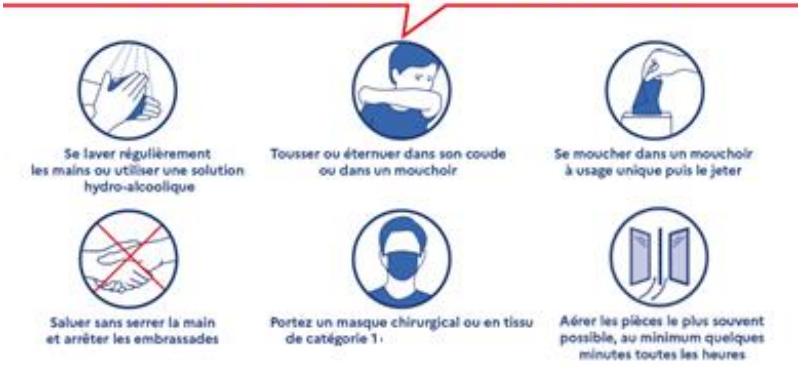 Se laver régulièrement
les mains ou utiliser une solution
hydro-alcoolique
Tousser ou éternuer dans son coude
ou dans un mouchoir
Se moucher dans un mouchoir
à usage unique puis le jeter
Saluer sans serrer la main
et arrêter les embrassades
Portez un masque chirurgical ou en tissu
de catégorie 1
Aérer les pièces le plus souvent
possible, au minimum quelques
minutes toutes les heures